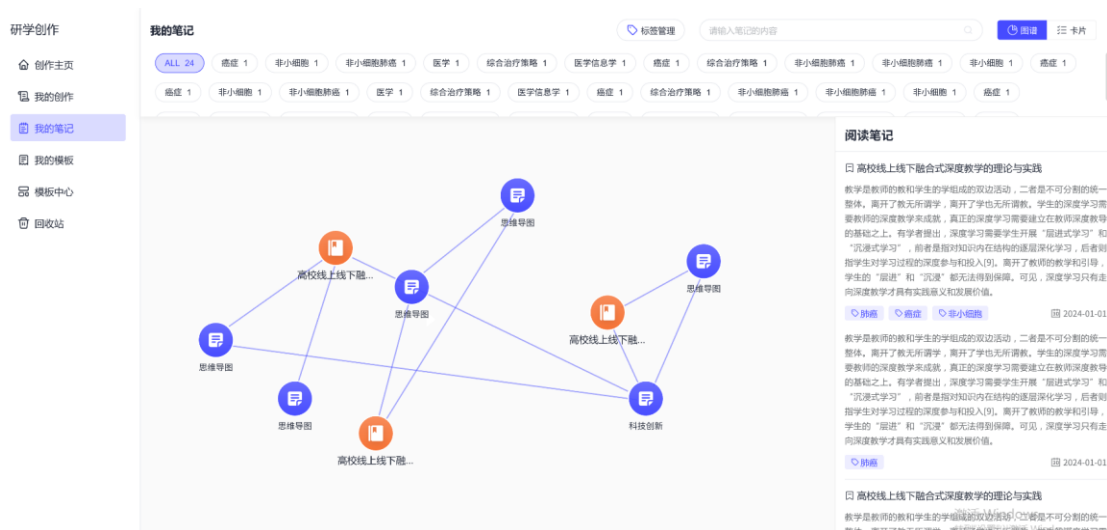 研学创作
创作主页
我的创作
我的笔记
我的模板
模板中心
回收站
我的笔记
标签管理
请输入笔记的内容
图谱
卡片
ALL 24
癌症 1
非小细胞 1
非小细胞肺癌 1
医学 1
综合治疗策略 1
医学信息学 1
癌症 1
综合治疗策略 1
非小细胞肺癌 1
非小细胞肺癌 1
非小细胞 1
癌症 1
癌症 1
非小细胞 1
非小细胞肺癌 1
医学 1
综合治疗策略 1
医学信息学 1
癌症 1
综合治疗策略 1
非小细胞肺癌 1
非小细胞肺癌 1
非小细胞 1
癌症 1
思维导图
高校线上线下融...
思维导图
思维导图
高校线上线下融...
思维导图
思维导图
科技创新
高校线上线下融...
阅读笔记
高校线上线下融合式深度教学的理论与实践
教学是教师的教和学生的学组成的双边活动，二者是不可分割的统一
整体。离开了教无所谓学，离开了学也无所谓教。学生的深度学习需
要教师的深度教学来成就，真正的深度学习需要建立在教师深度教导
的基础之上。有学者提出，深度学习需要学生开展“层进式学习”和
“沉浸式学习”，前者是指对知识内在结构的逐层深化学习，后者则
指学生对学习过程的深度参与和投入[9]。离开了教师的教学和引导，
学生的“层进”和“沉浸”都无法得到保障。可见，深度学习只有走
向深度教学才具有实践意义和发展价值。
肺癌
癌症
非小细胞
2024-01-01
教学是教师的教和学生的学组成的双边活动，二者是不可分割的统一
整体。离开了教无所谓学，离开了学也无所谓教。学生的深度学习需
要教师的深度教学来成就，真正的深度学习需要建立在教师深度教导
的基础之上。有学者提出，深度学习需要学生开展“层进式学习”和
“沉浸式学习”，前者是指对知识内在结构的逐层深化学习，后者则
指学生对学习过程的深度参与和投入[9]。离开了教师的教学和引导，
学生的“层进”和“沉浸”都无法得到保障。可见，深度学习只有走
向深度教学才具有实践意义和发展价值。
肺癌
2024-01-01
高校线上线下融合式深度教学的理论与实践
教学是教师的教和学生的学组成的双边活动，二者是不可分割的统一
激活 Windows